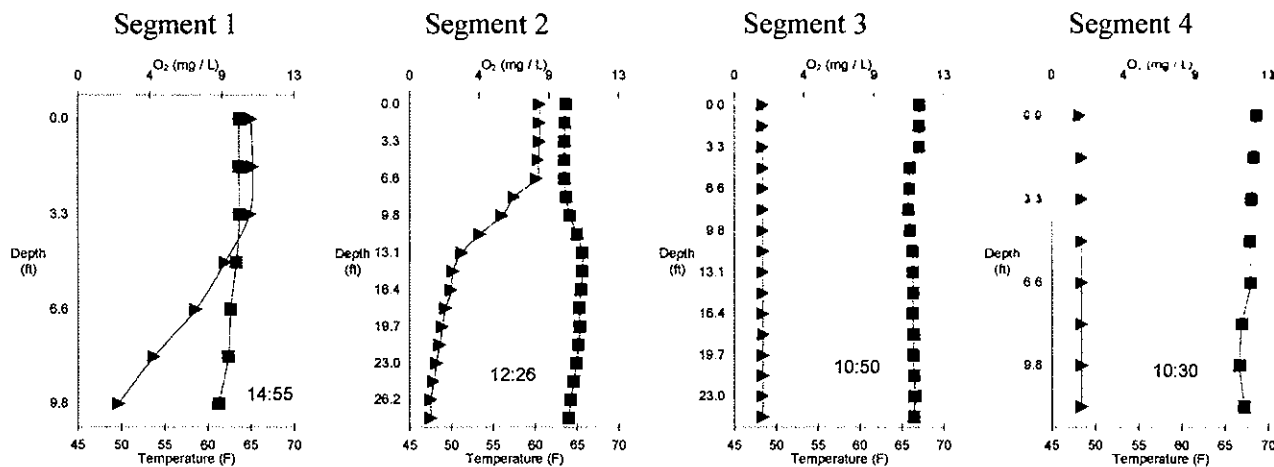 Segment 1
O₂ (mg / L)
0 4 9 13
0.0
3.3
Depth
(ft)
6.6
9.8
14:55
45 50 55 60 65 70
Temperature (F)
Segment 2
O₂ (mg / L)
0 4 9 13
0.0
3.3
6.6
9.8
Depth
(ft)
13.1
16.4
19.7
23.0
26.2
12:26
45 50 55 60 65 70
Temperature (F)
Segment 3
O₂ (mg / L)
0 4 9 13
0.0
3.3
6.6
9.8
Depth
(ft)
13.1
16.4
19.7
23.0
10:50
45 50 55 60 65 70
Temperature (F)
Segment 4
(mg / L)
0 4 9 13
0.0
3.3
Depth
(ft)
6.6
9.8
10:30
45 50 55 60 65 70
Temperature (F)